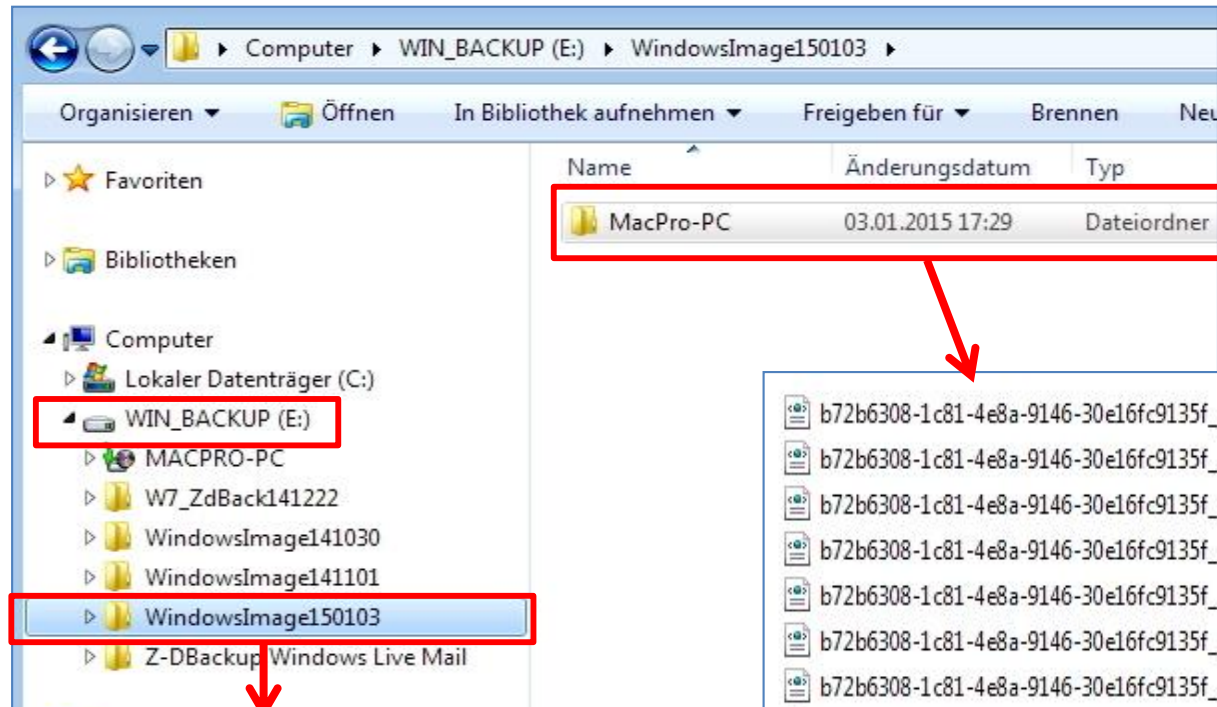 Computer WIN_BACKUP (E:) WindowsImage150103
Organisieren Öffnen In Bibliothek aufnehmen Freigeben für Brennen Neu
Favoriten
Bibliotheken
Computer
Lokaler Datenträger (C:)
WIN_BACKUP (E:)
MACPRO-PC
W7_ZdBack141222
WindowsImage141030
WindowsImage141101
WindowsImage150103
Z-DBackup Windows Live Mail
Name Änderungsdatum Typ
MacPro-PC 03.01.2015 17:29 Dateiordner
b72b6308-1c81-4e8a-9146-30e16fc9135f_
b72b6308-1c81-4e8a-9146-30e16fc9135f_
b72b6308-1c81-4e8a-9146-30e16fc9135f_
b72b6308-1c81-4e8a-9146-30e16fc9135f_
b72b6308-1c81-4e8a-9146-30e16fc9135f_
b72b6308-1c81-4e8a-9146-30e16fc9135f_
b72b6308-1c81-4e8a-9146-30e16fc9135f_